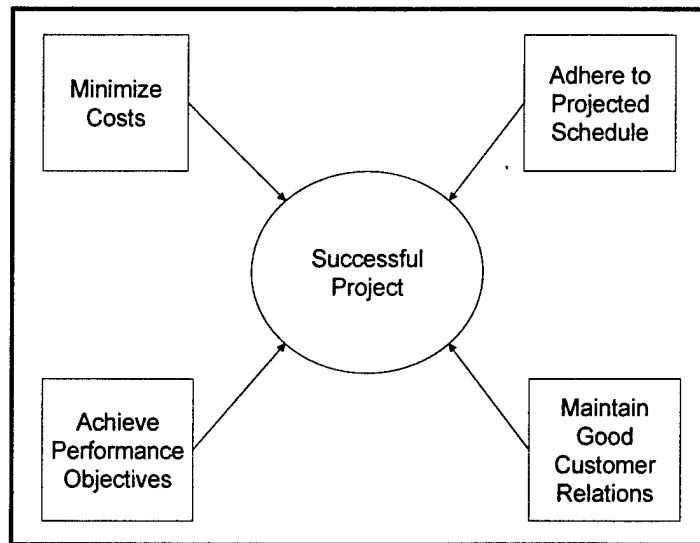 Minimize
Costs
Adhere to
Projected
Schedule
Successful
Project
Achieve
Performance
Objectives
Maintain
Good
Customer
Relations